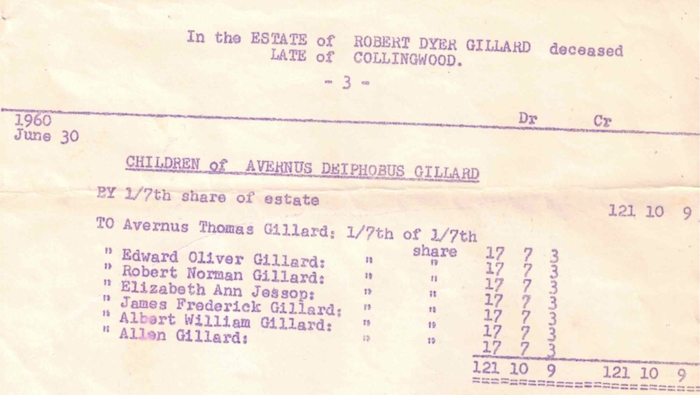 In the ESTATE of ROBERT DYER GILLARD deceased
LATE of COLLINGWOOD.
- 3 -
Dr Cr
1960
June 30
CHILDREN of AVERNUS DEIPHOBUS GILLARD
BY 1/7th share of estate 121 10 9
TO Avernus Thomas Gillard: 1/7th of 1/7th share 17 7 3
" Edward Oliver Gillard: " " 17 7 3
" Robert Norman Gillard: " " 17 7 3
" Elizabeth Ann Jessop: " " 17 7 3
" James Frederick Gillard: " " 17 7 3
" Albert William Gillard: " " 17 7 3
" Allen Gillard: " " 17 7 3
121 10 9 121 10 9